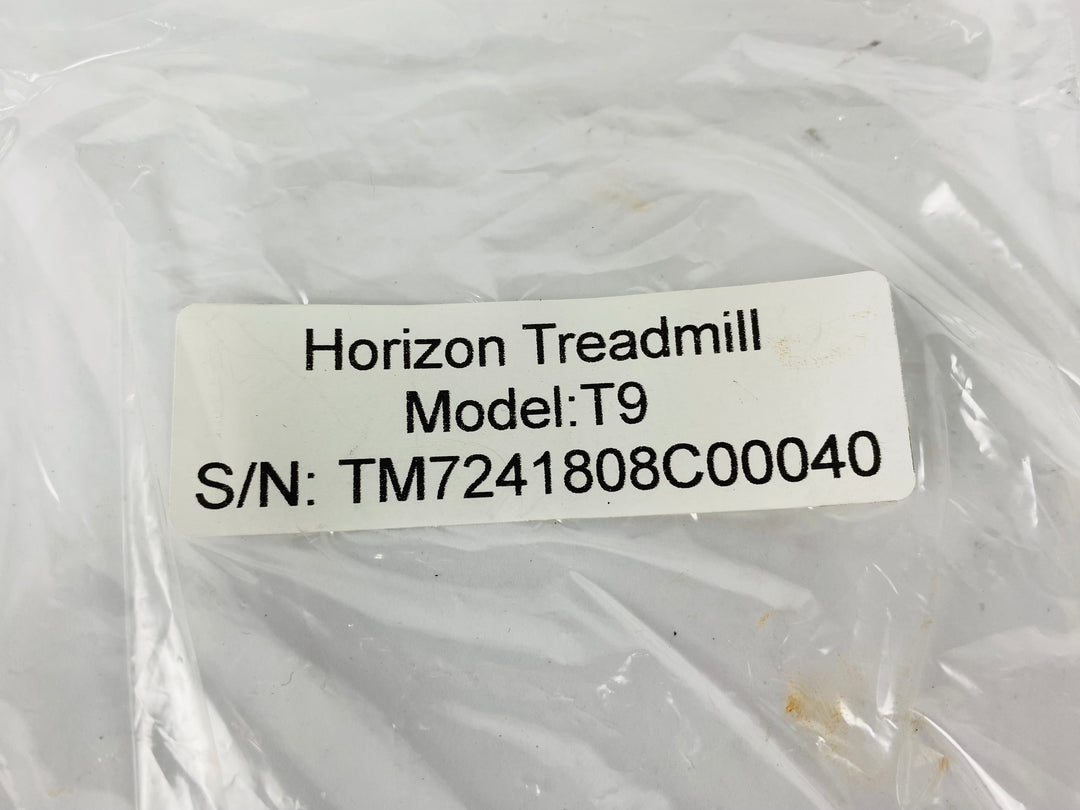 Horizon Treadmill
Model:T9
S/N: TM7241808C00040